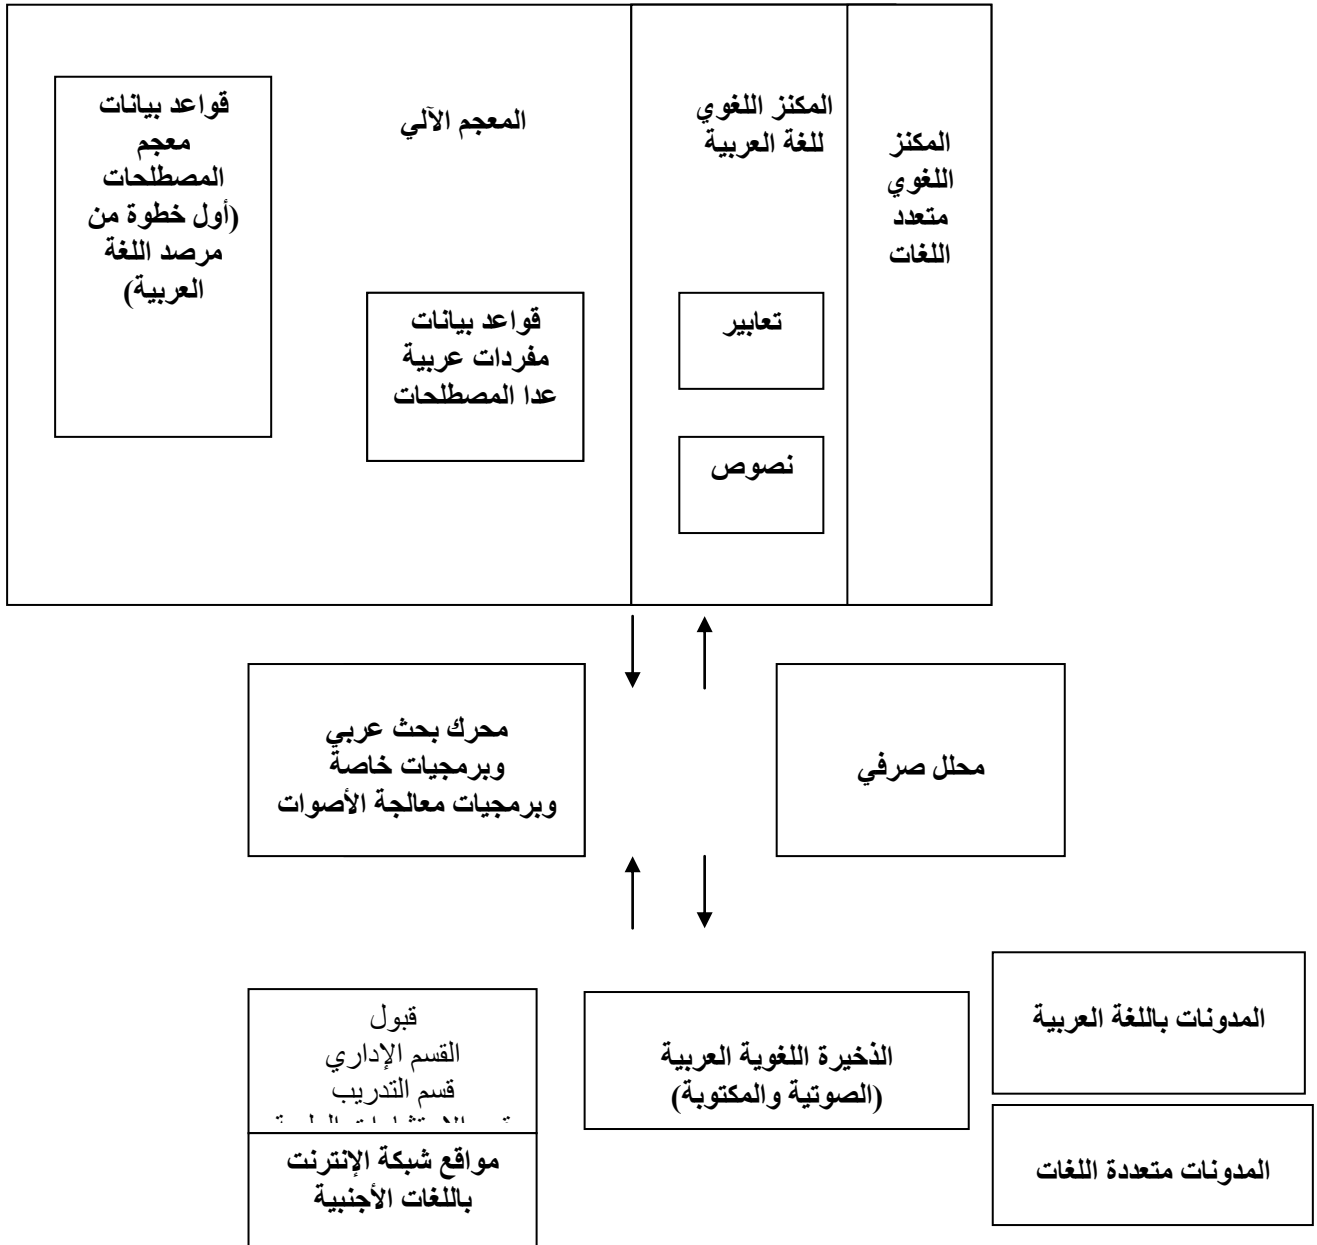 المكنز
اللغوي
متعدد
اللغات
المكنز اللغوي
للغة العربية
تعابير
نصوص
المعجم الآلي
قواعد بيانات
مفردات عربية
عدا المصطلحات
قواعد بيانات
معجم
المصطلحات
(أول خطوة من
مرصد اللغة
العربية)
محلل صرفي
محرك بحث عربي
وبرمجيات خاصة
وبرمجيات معالجة الأصوات
المدونات باللغة العربية
المدونات متعددة اللغات
الذخيرة اللغوية العربية
(الصوتية والمكتوبة)
قبول
القسم الإداري
قسم التدريب
مواقع شبكة الإنترنت
باللغات الأجنبية